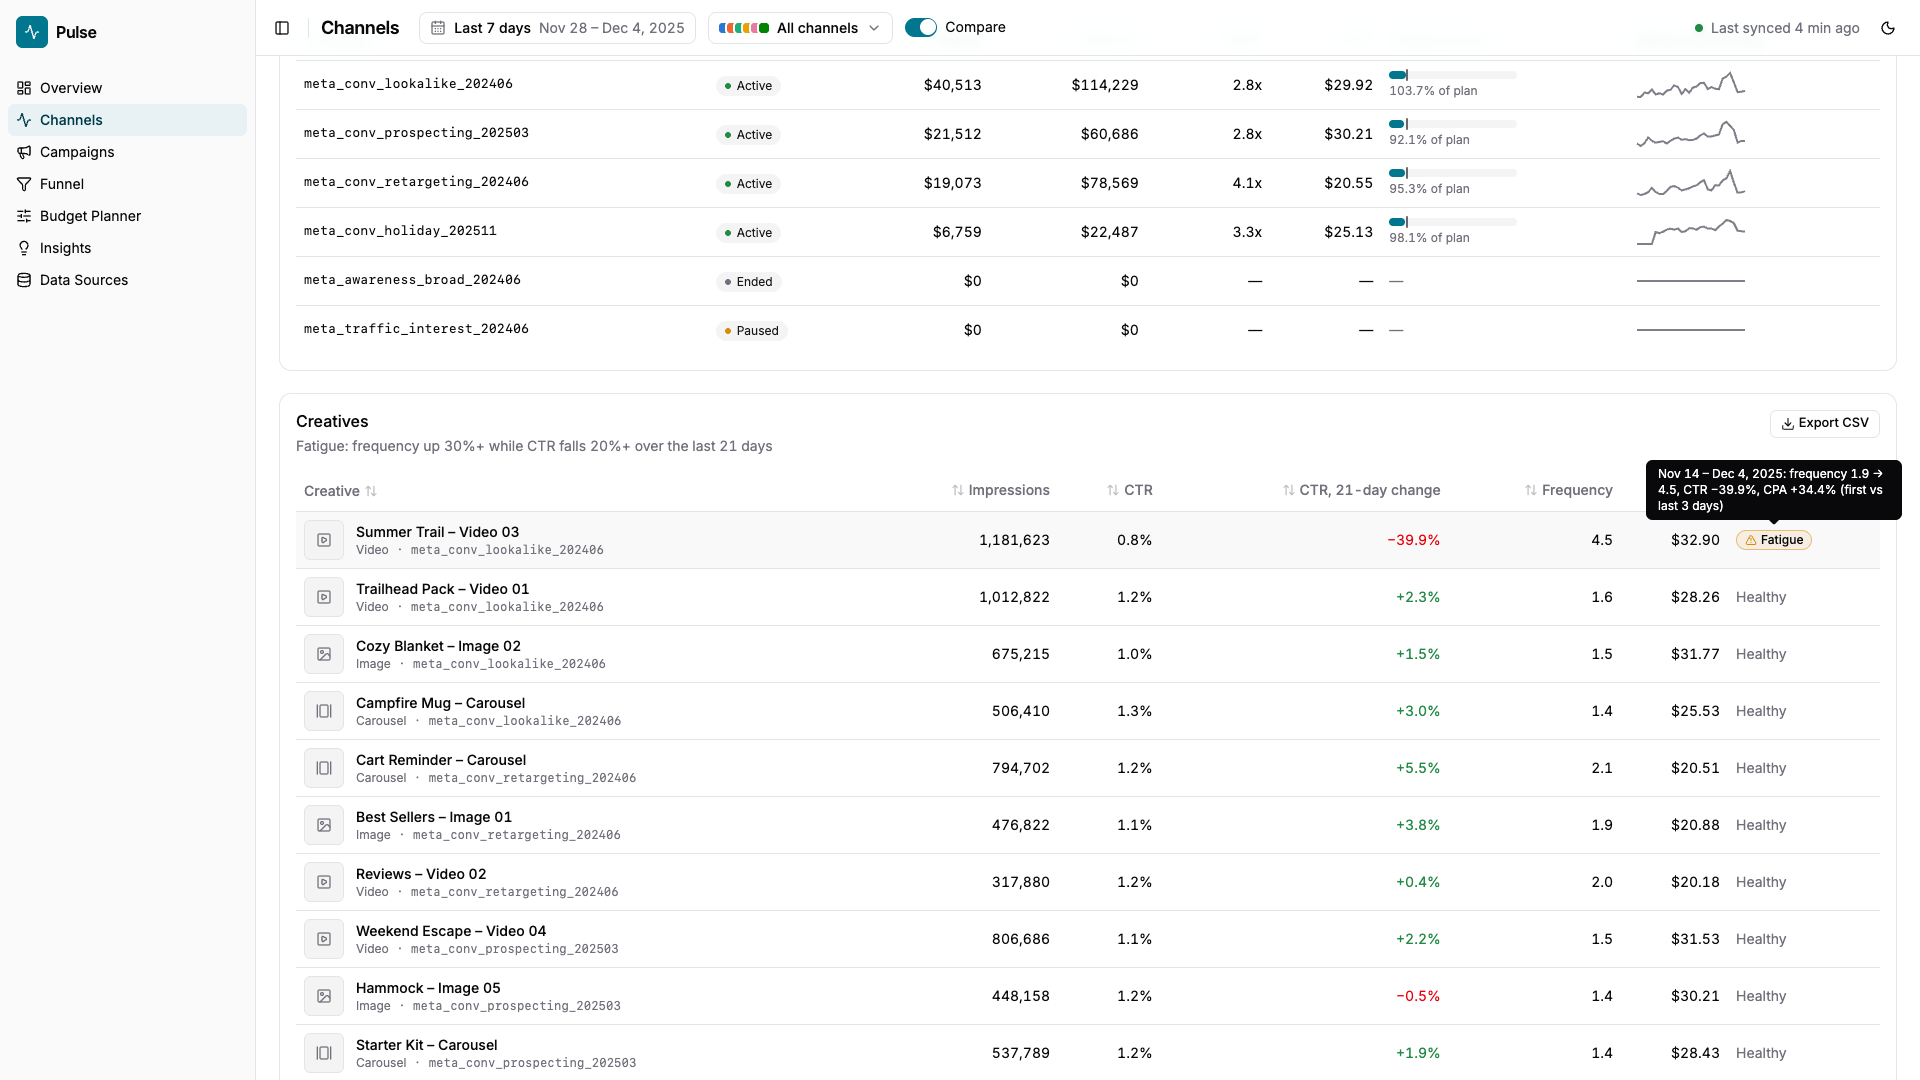 Pulse
Channels
Last 7 days Nov 28 – Dec 4, 2025
All channels
Compare
Last synced 4 min ago
Overview
Channels
Campaigns
Funnel
Budget Planner
Insights
Data Sources
meta_conv_lookalike_202406 Active $40,513 $114,229 2.8x $29.92 103.7% of plan
meta_conv_prospecting_202503 Active $21,512 $60,686 2.8x $30.21 92.1% of plan
meta_conv_retargeting_202406 Active $19,073 $78,569 4.1x $20.55 95.3% of plan
meta_conv_holiday_202511 Active $6,759 $22,487 3.3x $25.13 98.1% of plan
meta_awareness_broad_202406 Ended $0 $0 — — —
meta_traffic_interest_202406 Paused $0 $0 — — —
Creatives
Fatigue: frequency up 30%+ while CTR falls 20%+ over the last 21 days
Export CSV
Nov 14 – Dec 4, 2025: frequency 1.9 →
4.5, CTR −39.9%, CPA +34.4% (first vs
last 3 days)
Creative Impressions CTR CTR, 21-day change Frequency
Summer Trail – Video 03 1,181,623 0.8% −39.9% 4.5 $32.90 Fatigue
Video · meta_conv_lookalike_202406
Trailhead Pack – Video 01 1,012,822 1.2% +2.3% 1.6 $28.26 Healthy
Video · meta_conv_lookalike_202406
Cozy Blanket – Image 02 675,215 1.0% +1.5% 1.5 $31.77 Healthy
Image · meta_conv_lookalike_202406
Campfire Mug – Carousel 506,410 1.3% +3.0% 1.4 $25.53 Healthy
Carousel · meta_conv_lookalike_202406
Cart Reminder – Carousel 794,702 1.2% +5.5% 2.1 $20.51 Healthy
Carousel · meta_conv_retargeting_202406
Best Sellers – Image 01 476,822 1.1% +3.8% 1.9 $20.88 Healthy
Image · meta_conv_retargeting_202406
Reviews – Video 02 317,880 1.2% +0.4% 2.0 $20.18 Healthy
Video · meta_conv_retargeting_202406
Weekend Escape – Video 04 806,686 1.1% +2.2% 1.5 $31.53 Healthy
Video · meta_conv_prospecting_202503
Hammock – Image 05 448,158 1.2% −0.5% 1.4 $30.21 Healthy
Image · meta_conv_prospecting_202503
Starter Kit – Carousel 537,789 1.2% +1.9% 1.4 $28.43 Healthy
Carousel · meta_conv_prospecting_202503